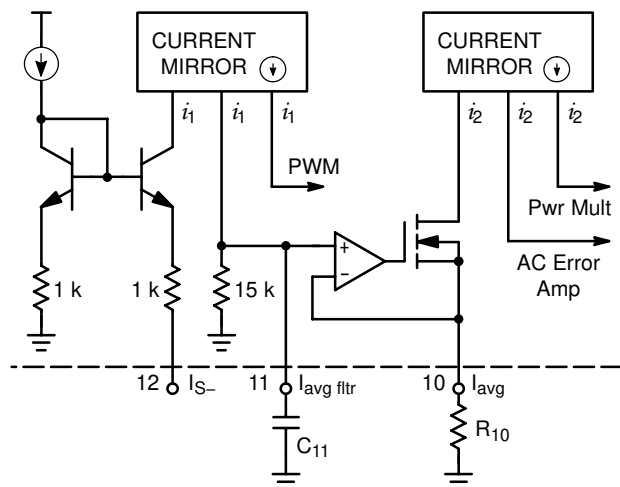 CURRENT
MIRROR
CURRENT
MIRROR
i1
i1
i1
i2
i2
i2
PWM
Pwr Mult
AC Error
Amp
+
−
1 k
1 k
15 k
12
IS−
11
Iavg fltr
10
Iavg
C11
R10